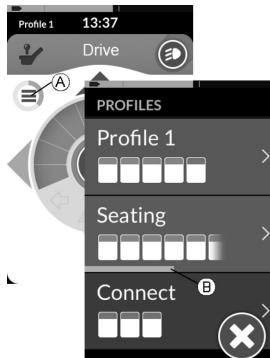 Profile 1 13:37
Drive
A
PROFILES
Profile 1
Seating
B
Connect